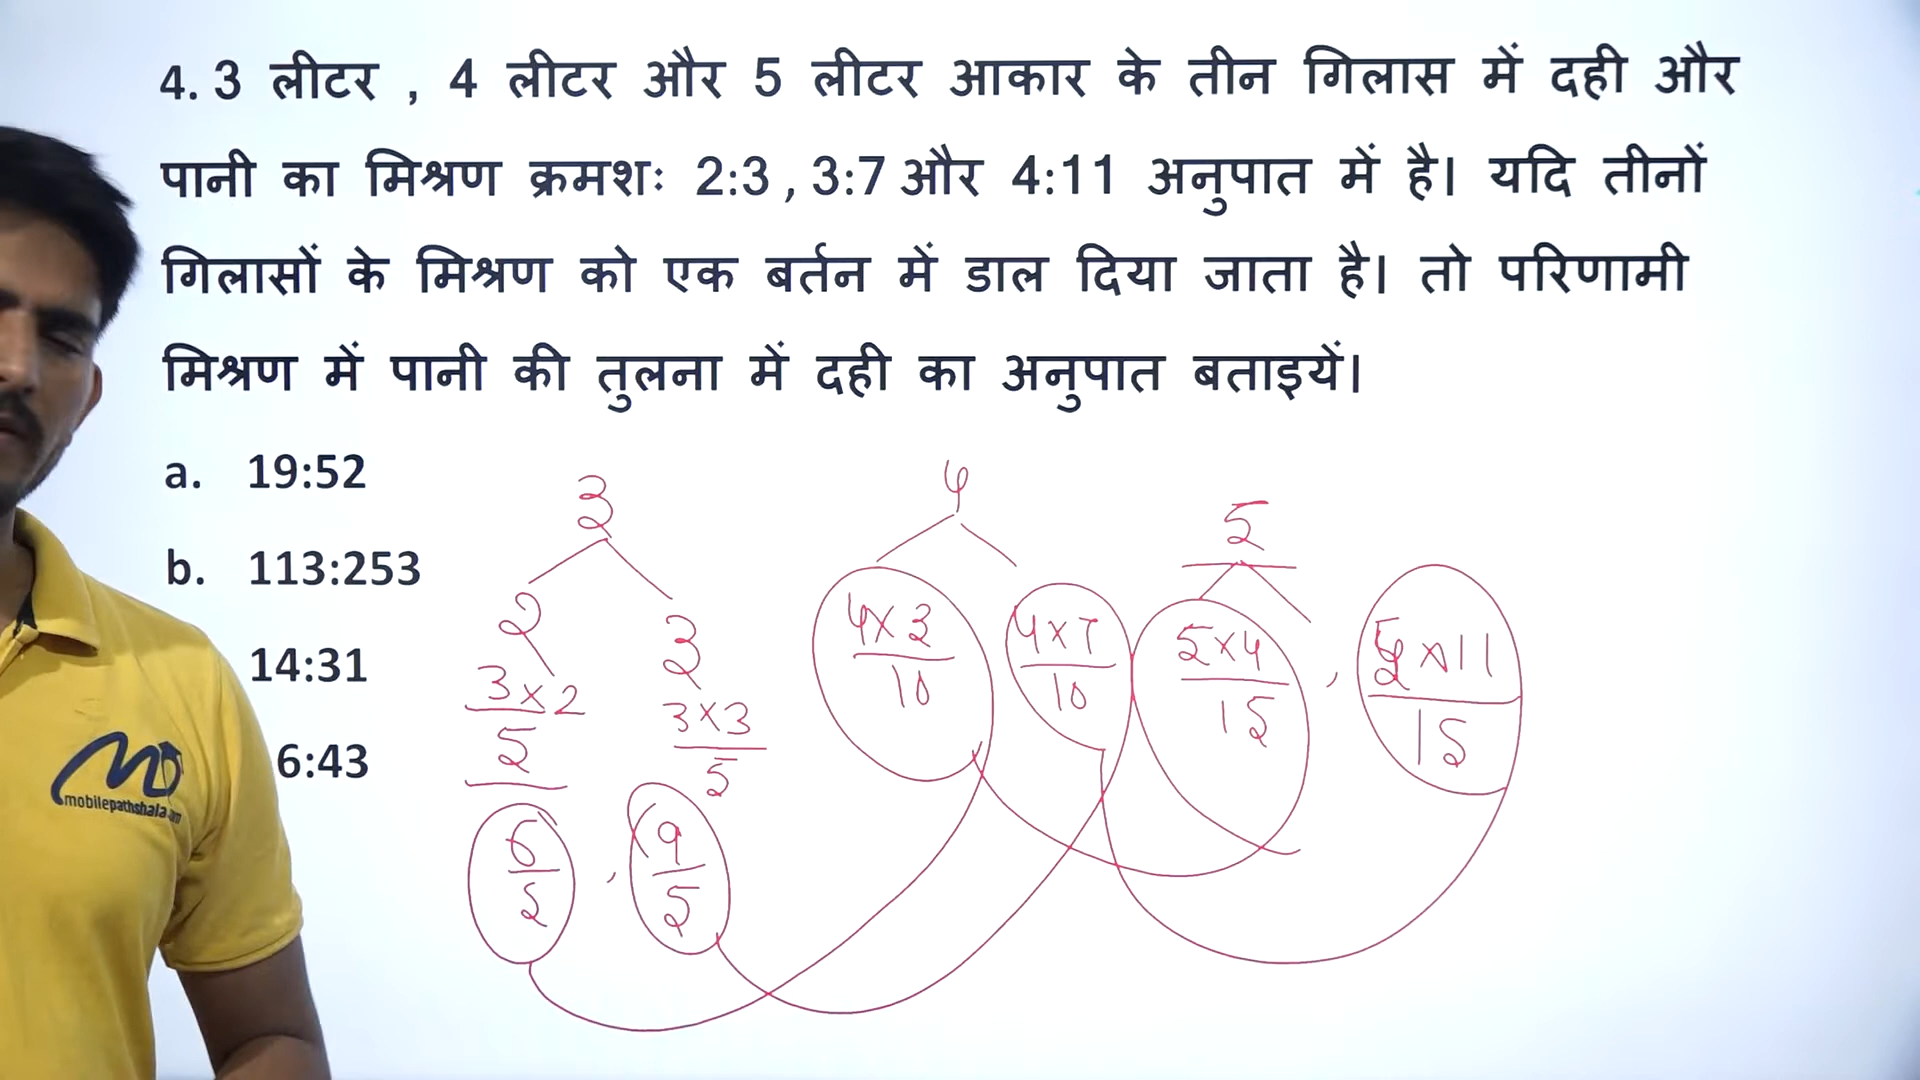 4. 3 लीटर , 4 लीटर और 5 लीटर आकार के तीन गिलास में दही और
पानी का मिश्रण क्रमशः 2:3 , 3:7 और 4:11 अनुपात में है। यदि तीनों
गिलासों के मिश्रण को एक बर्तन में डाल दिया जाता है। तो परिणामी
मिश्रण में पानी की तुलना में दही का अनुपात बताइयें।
a. 19:52
b. 113:253
14:31
6:43
3
2 3
3×2/5 3×3/5
6/5 , 9/5
4
4×3/10 4×7/10
5
5×4/15 , 5×11/15
mobilepathshala